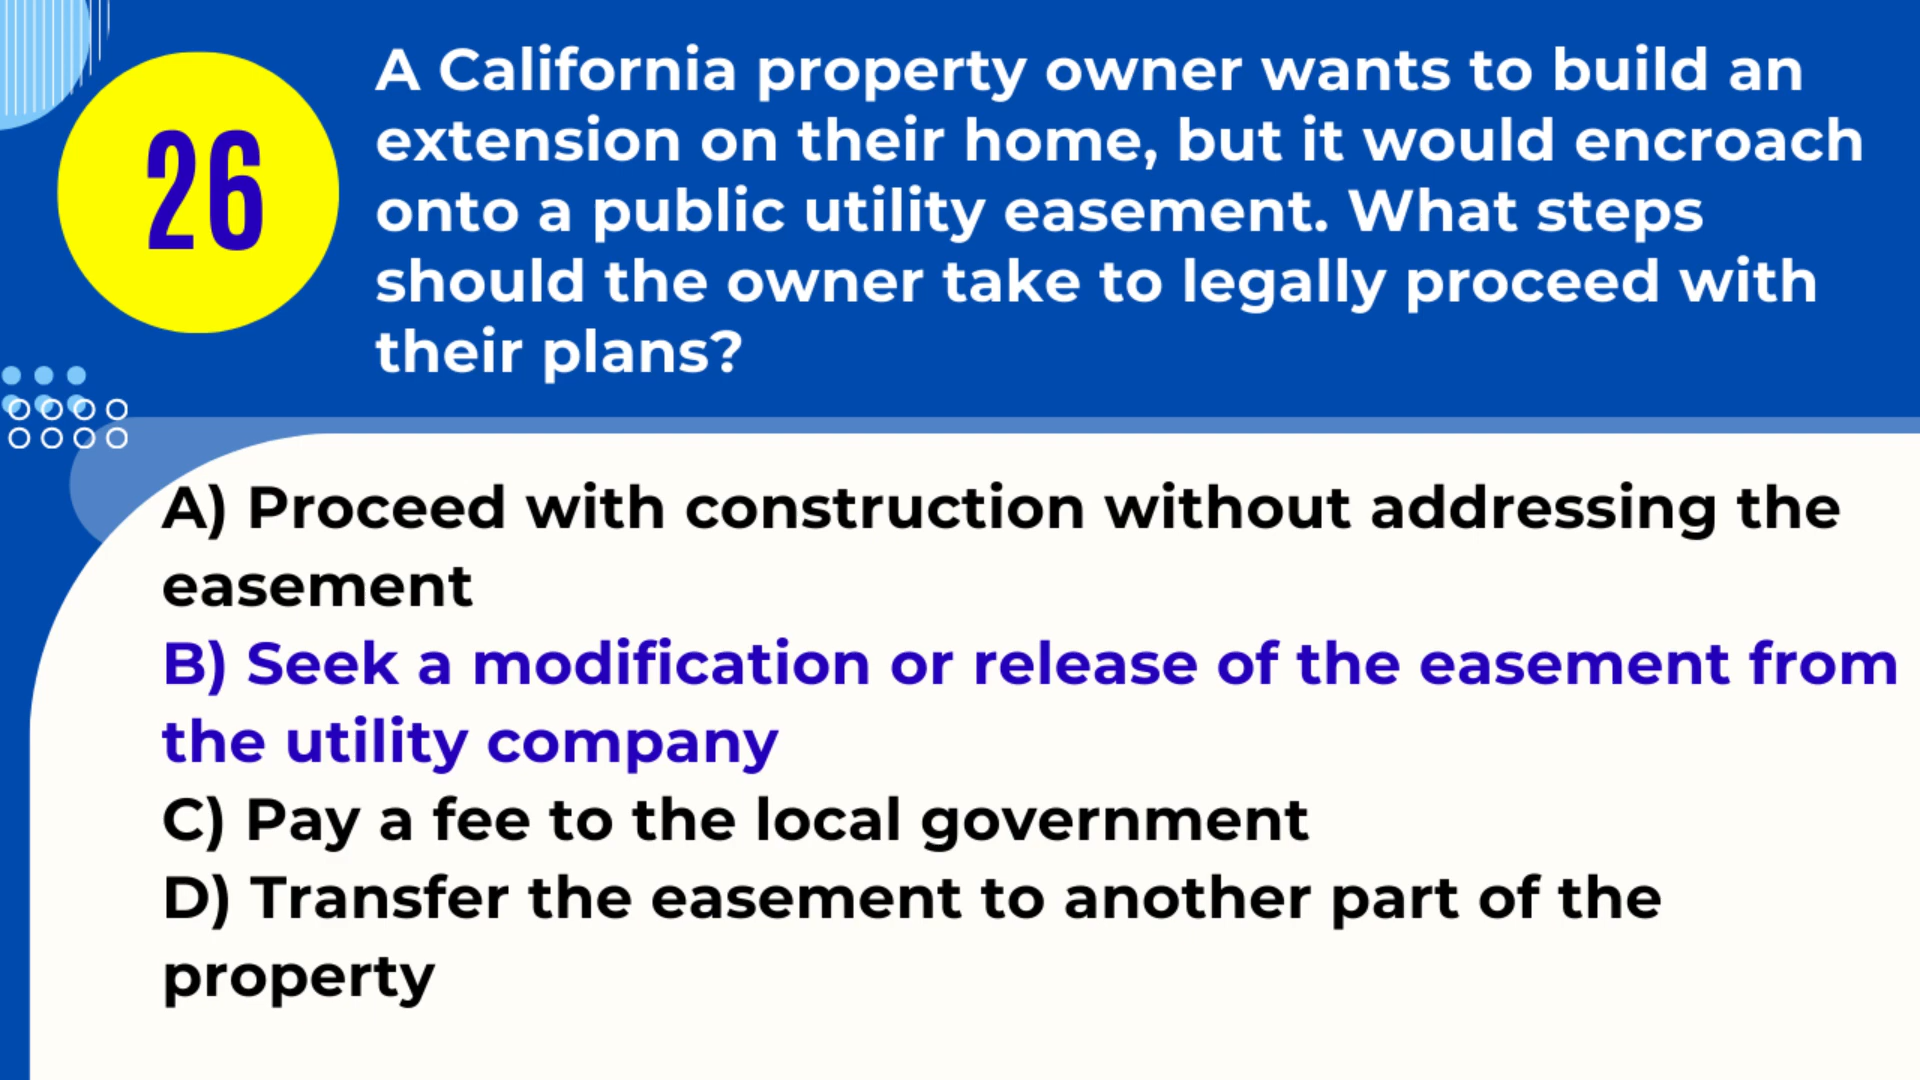 26
A California property owner wants to build an
extension on their home, but it would encroach
onto a public utility easement. What steps
should the owner take to legally proceed with
their plans?
A) Proceed with construction without addressing the
easement
B) Seek a modification or release of the easement from
the utility company
C) Pay a fee to the local government
D) Transfer the easement to another part of the
property